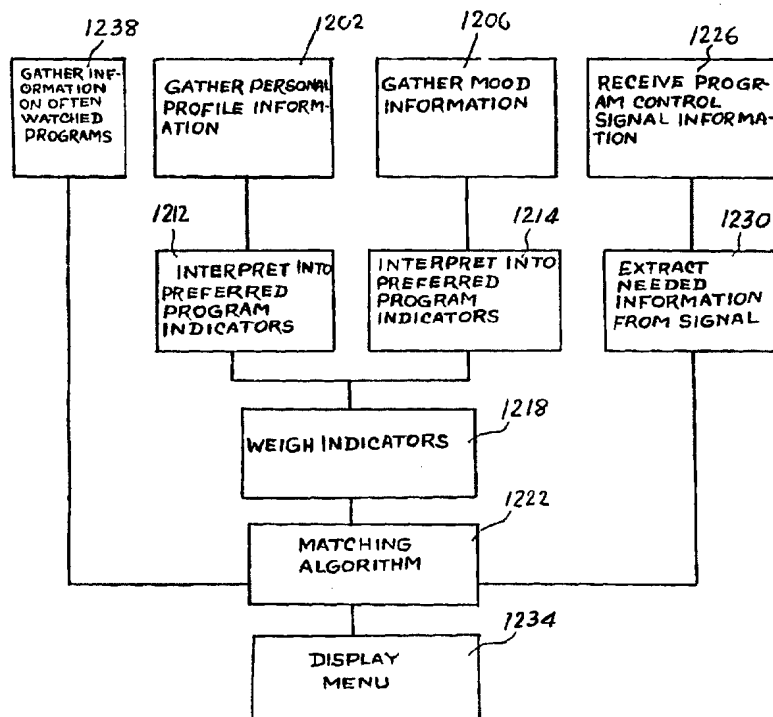 1238
1202
1206
1226
GATHER INF-
ORMATION
ON OFTEN
WATCHED
PROGRAMS
GATHER PERSONAL
PROFILE INFORM-
ATION
GATHER MOOD
INFORMATION
RECEIVE PROGR-
AM CONTROL
SIGNAL INFORMA-
TION
1212
1214
1230
INTERPRET INTO
PREFERRED
PROGRAM
INDICATORS
INTERPRET INTO
PREFERRED
PROGRAM
INDICATORS
EXTRACT
NEEDED
INFORMATION
FROM SIGNAL
1218
WEIGH INDICATORS
1222
MATCHING
ALGORITHM
1234
DISPLAY
MENU